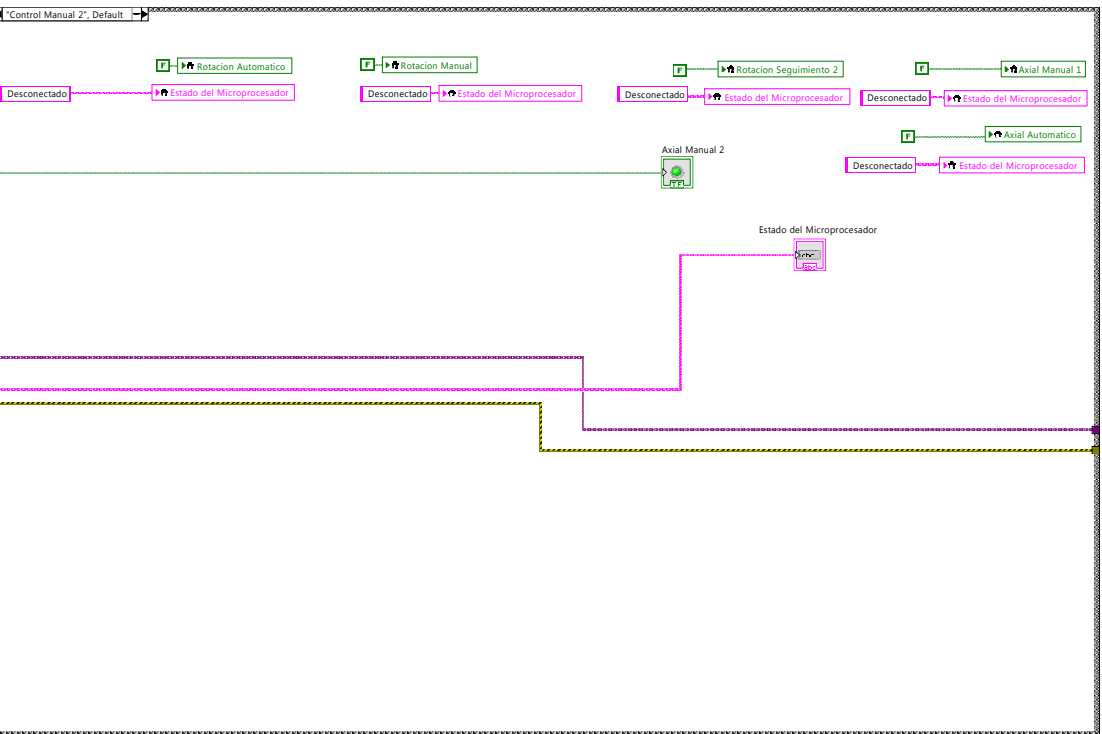 "Control Manual 2", Default
F Rotacion Automatico
F Rotacion Manual
F Rotacion Seguimiento 2
F Axial Manual 1
Desconectado Estado del Microprocesador
Desconectado Estado del Microprocesador
Desconectado Estado del Microprocesador
Desconectado Estado del Microprocesador
F Axial Automatico
Desconectado Estado del Microprocesador
Axial Manual 2
TF
Estado del Microprocesador
abc
abc